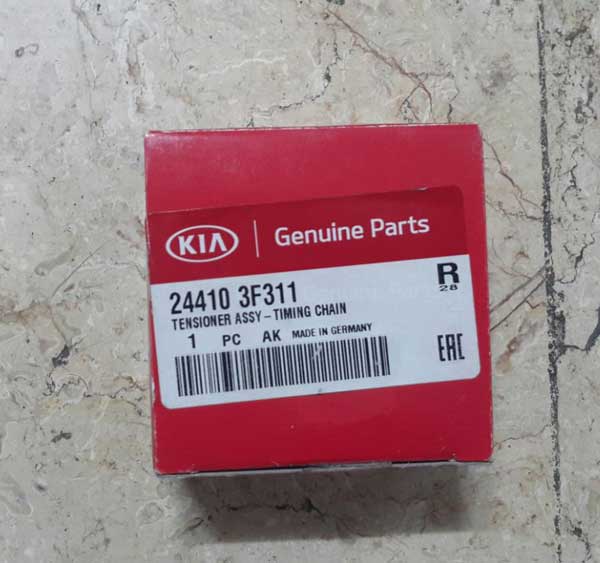 KIA Genuine Parts
24410 3F311
TENSIONER ASSY-TIMING CHAIN
1 PC AK MADE IN GERMANY
R
28
EAC